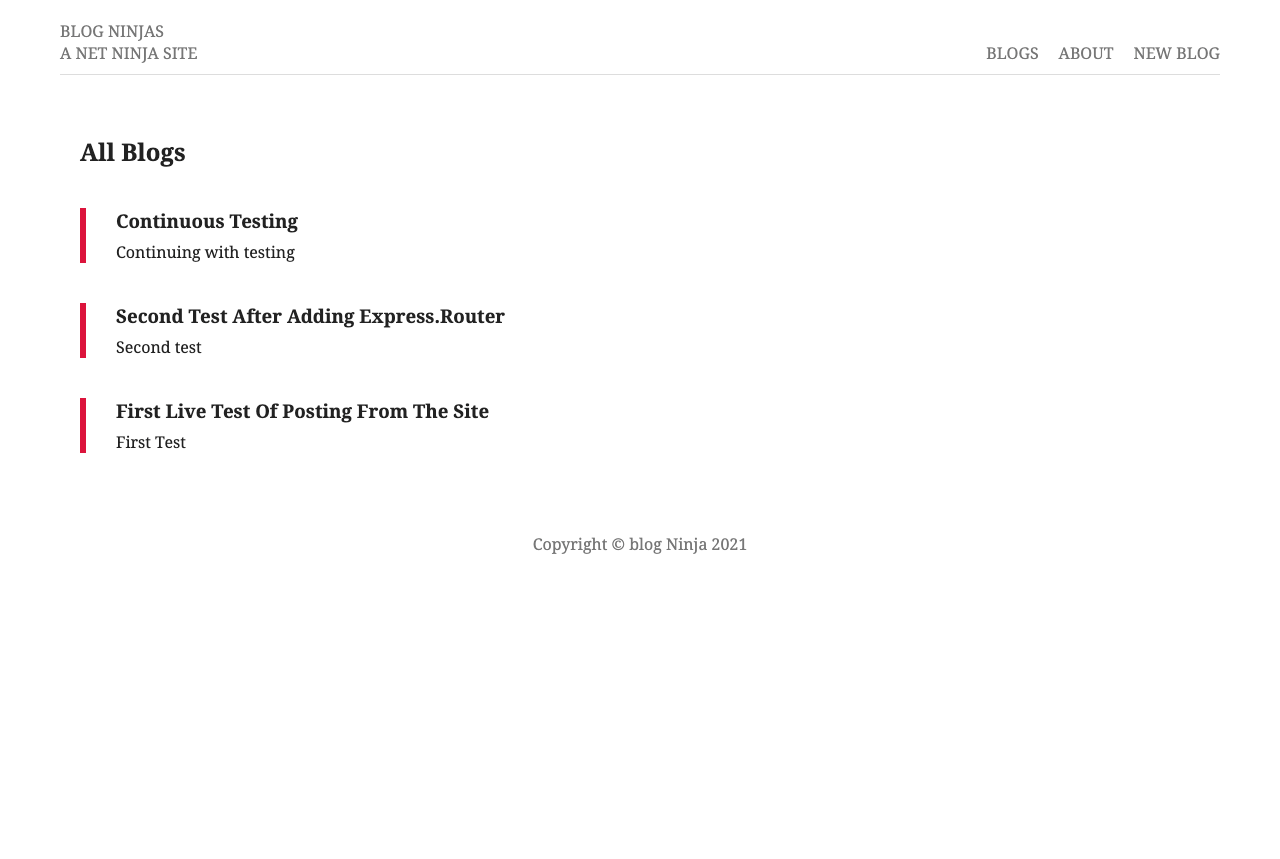 BLOG NINJAS
A NET NINJA SITE
BLOGS ABOUT NEW BLOG
All Blogs
Continuous Testing
Continuing with testing
Second Test After Adding Express.Router
Second test
First Live Test Of Posting From The Site
First Test
Copyright © blog Ninja 2021